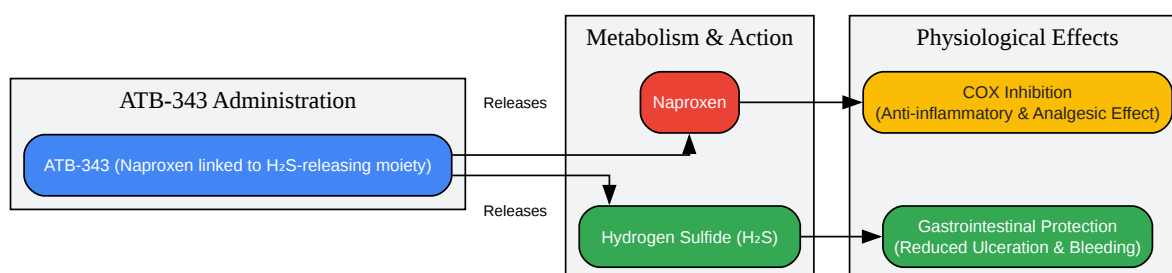 ATB-343 Administration
ATB-343 (Naproxen linked to H₂S-releasing moiety)
Releases
Releases
Metabolism & Action
Naproxen
Hydrogen Sulfide (H₂S)
Physiological Effects
COX Inhibition
(Anti-inflammatory & Analgesic Effect)
Gastrointestinal Protection
(Reduced Ulceration & Bleeding)